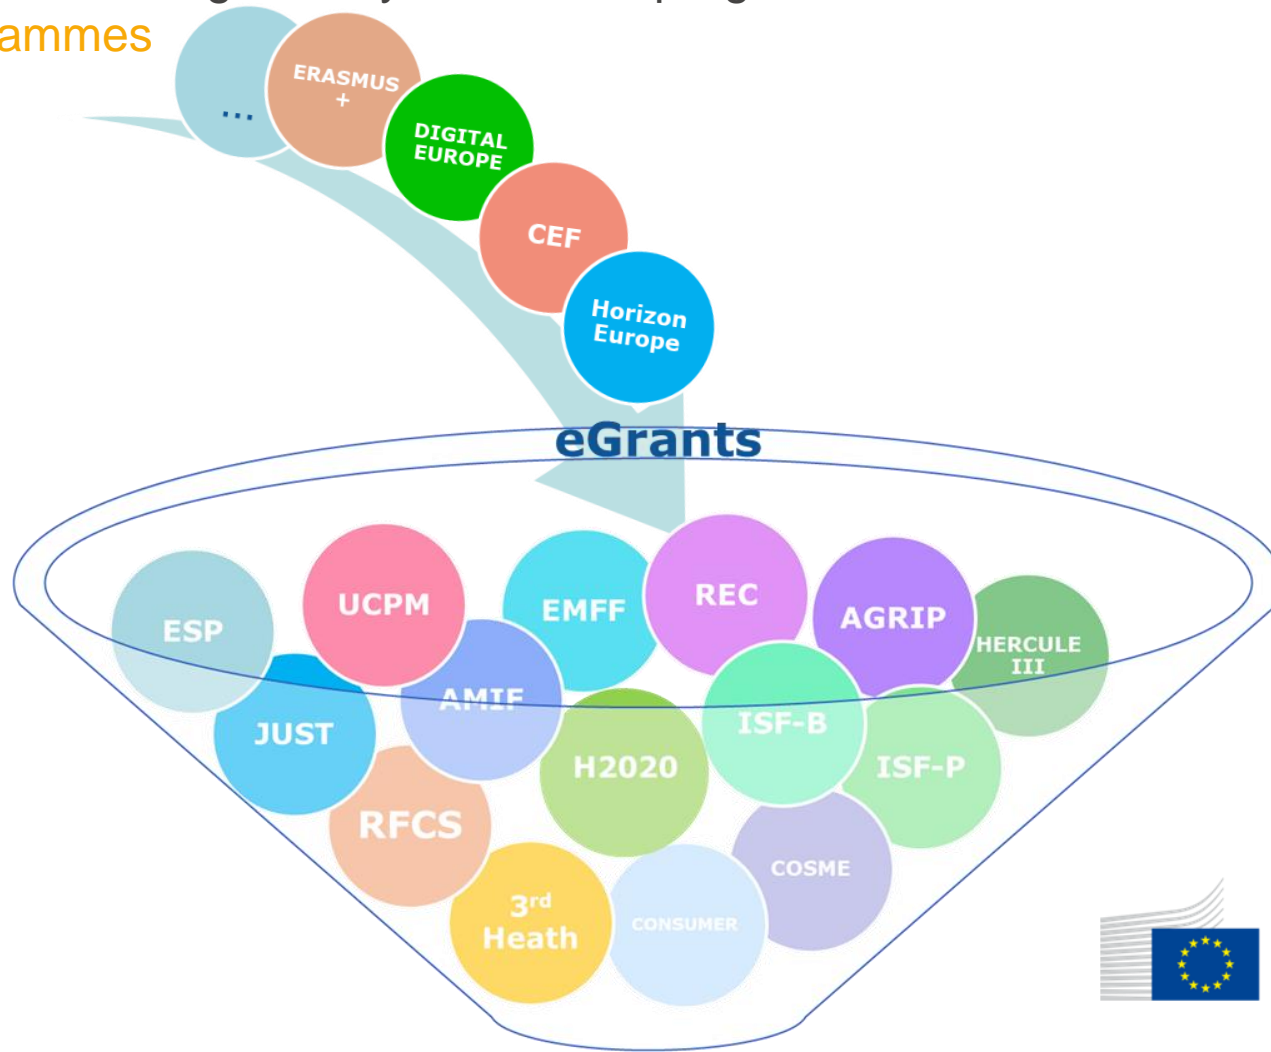 ammes
...
ERASMUS
+
DIGITAL
EUROPE
CEF
Horizon
Europe
eGrants
ESP
UCPM
EMFF
REC
AGRIP
HERCULE
III
JUST
AMIF
H2020
ISF-B
ISF-P
RFCS
COSME
3rd
Heath
CONSUMER